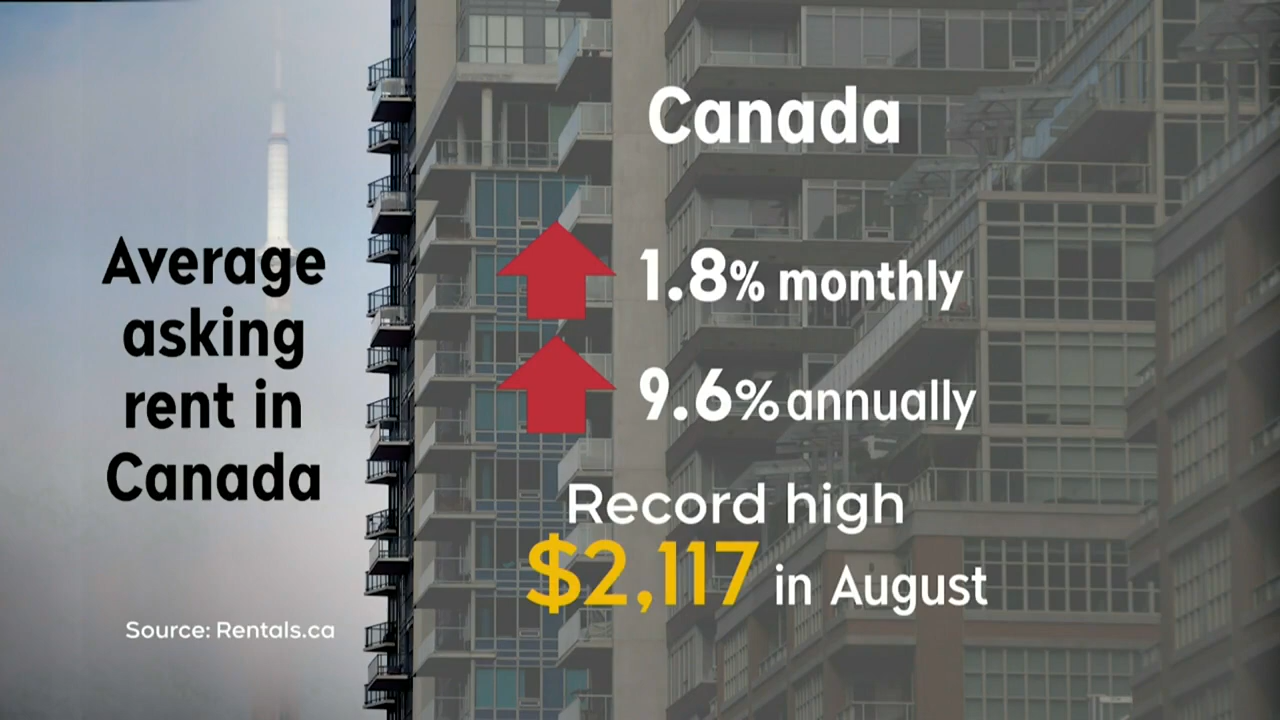 Average
asking
rent in
Canada
Source: Rentals.ca
Canada
1.8% monthly
9.6% annually
Record high
$2,117 in August